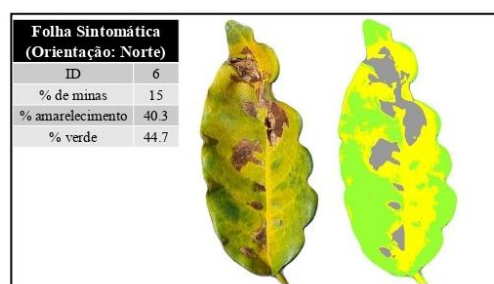 Folha Sintomática
(Orientação: Norte)
ID 6
% de minas 15
% amarelecimento 40.3
% verde 44.7